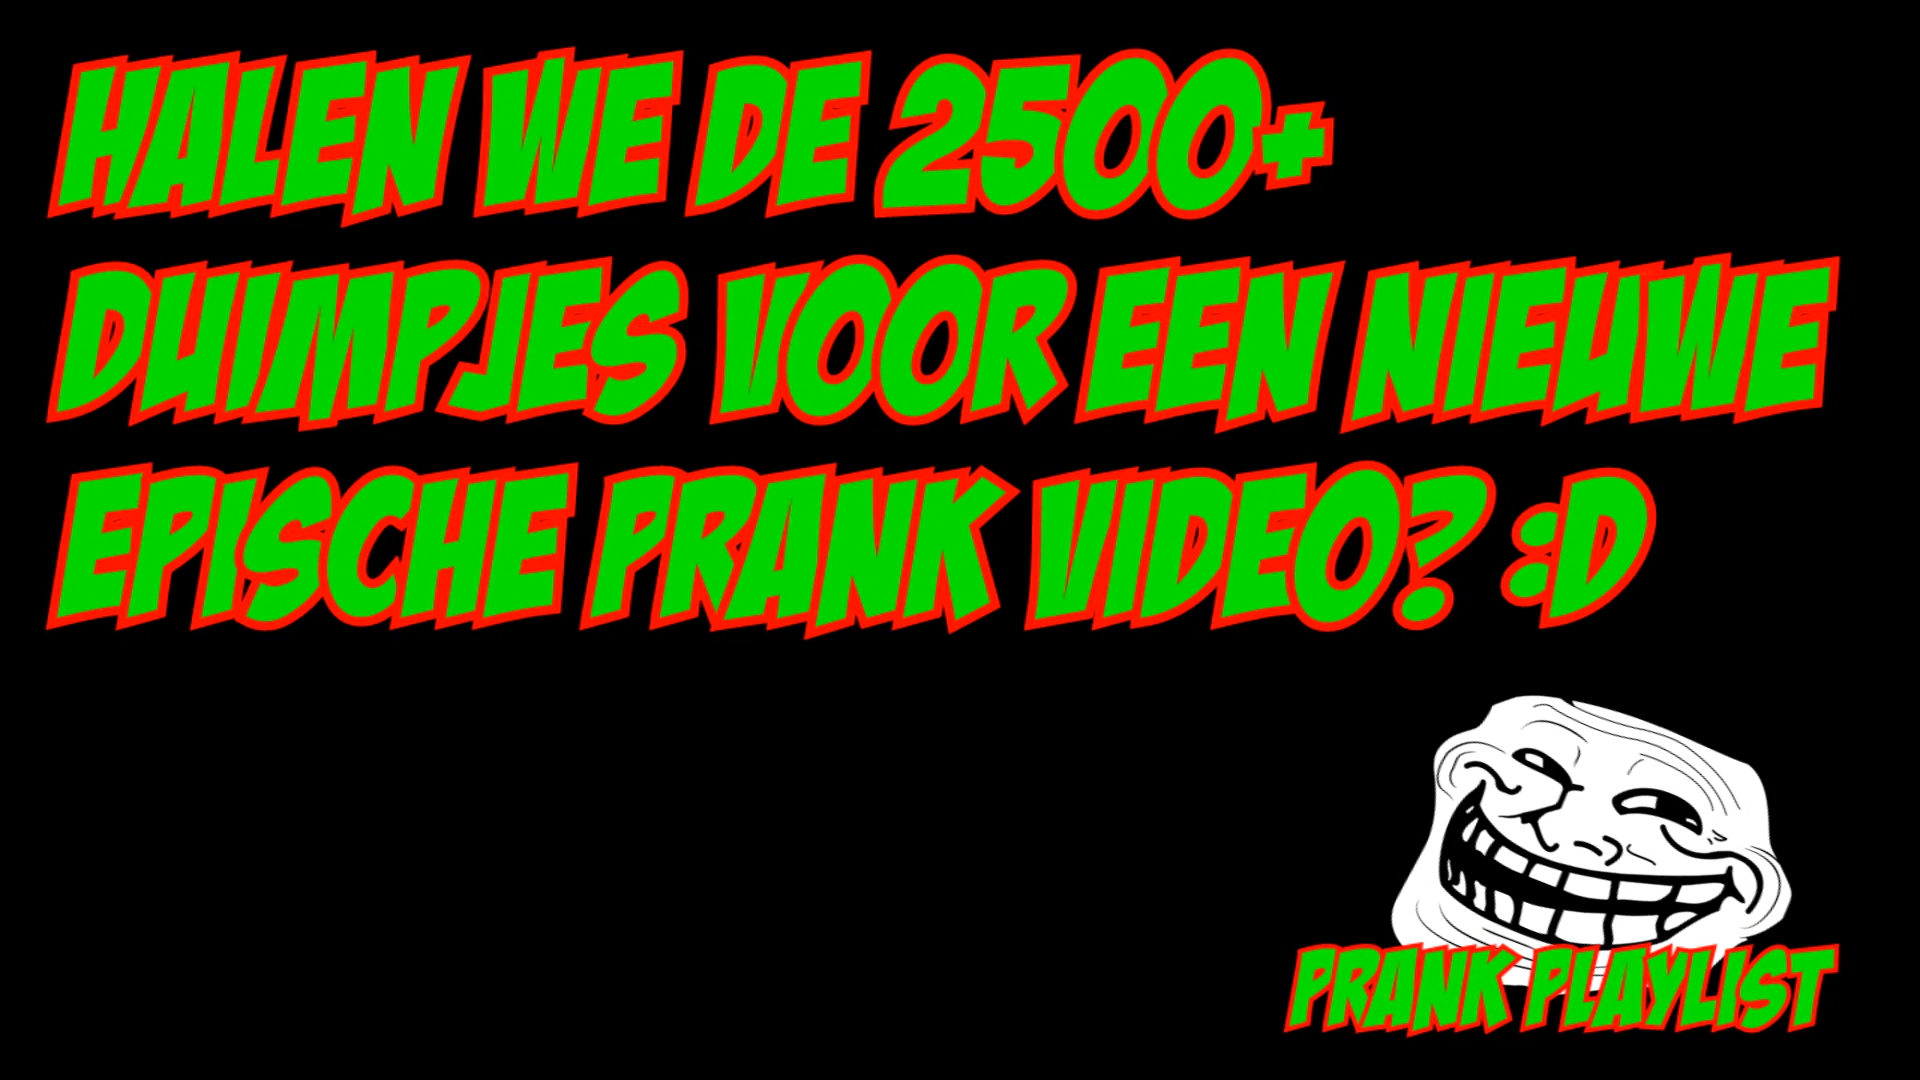 HALEN WE DE 2500+
DUIMPJES VOOR EEN NIEUWE
EPISCHE PRANK VIDEO? :D
PRANK PLAYLIST